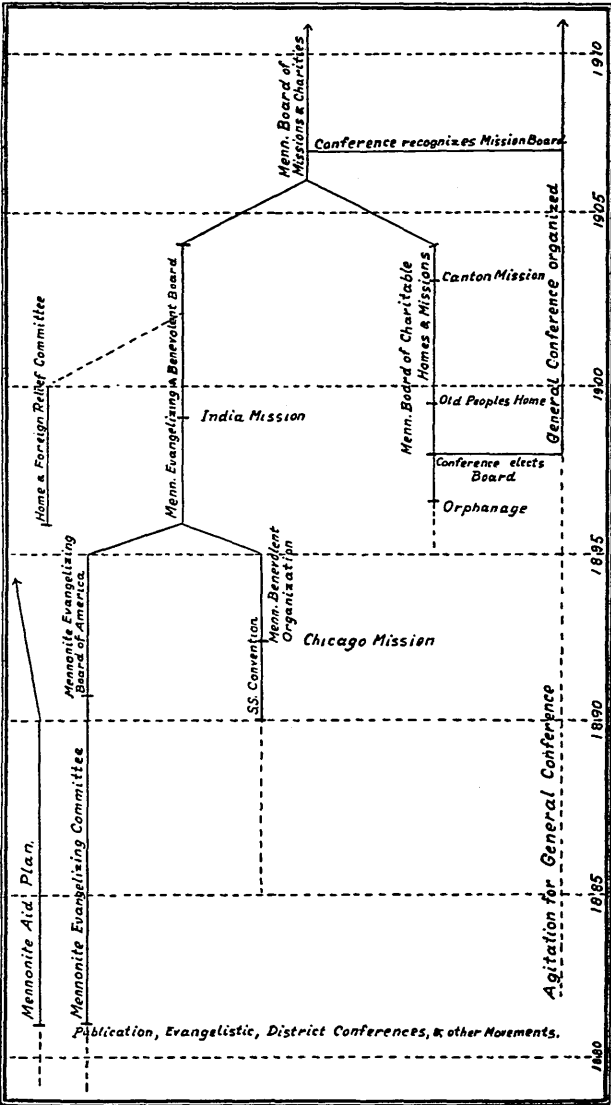 Menn. Board of
Missions & Charities
1910
Conference recognizes Mission Board
1905
Home & Foreign Relief Committee
Menn. Evangelizing & Benevolent Board
Menn. Board of Charitable
Homes & Missions
Canton Mission
General Conference organized
1900
Old Peoples Home
India Mission
Conference elects
Board
Orphanage
1895
Mennonite Evangelizing
Board of America
S.S. Convention
Menn. Benevolent
Organization
Chicago Mission
1890
Mennonite Aid Plan.
Mennonite Evangelizing Committee
Agitation for General Conference
1885
Publication, Evangelistic, District Conferences, & other Movements.
1880